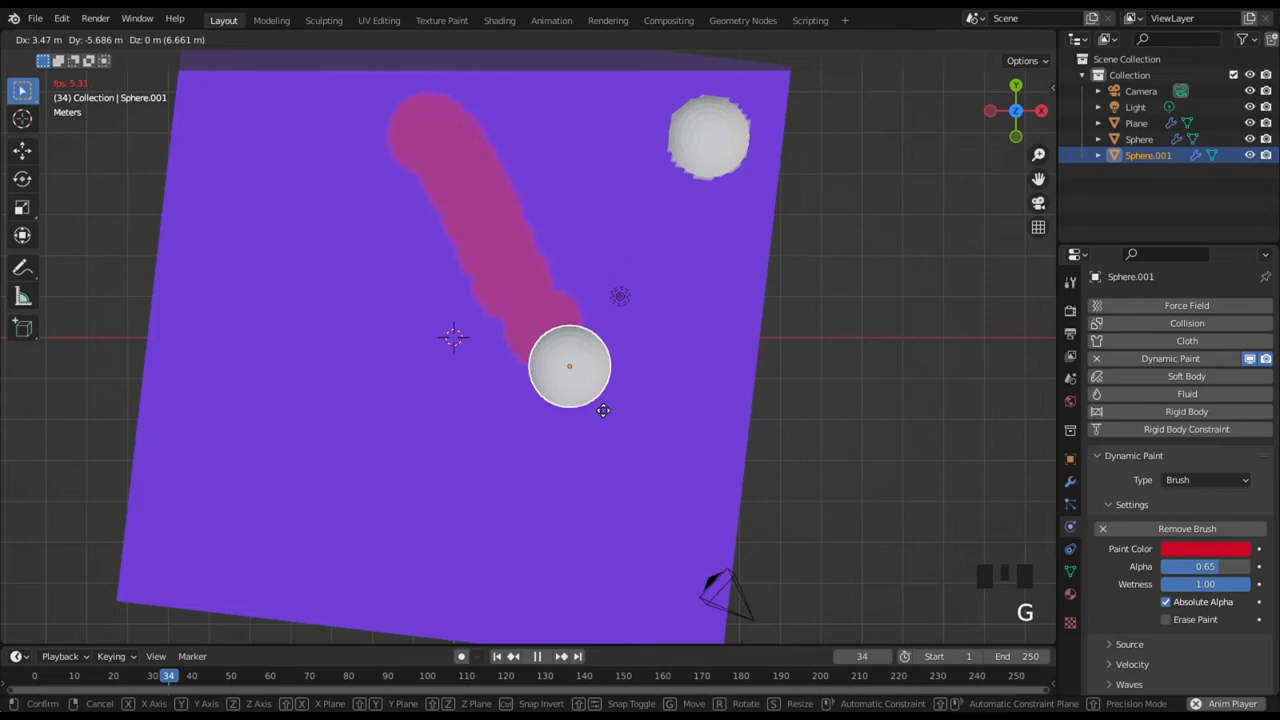 File Edit Render Window Help Layout Modeling Sculpting UV Editing Texture Paint Shading Animation Rendering Compositing Geometry Nodes Scripting + Scene ViewLayer
Dx: 3.47 m Dy: -5.686 m Dz: 0 m (6.661 m)
Options
fps: 5.31
(34) Collection | Sphere.001
Meters
Y
Z
X
G
Scene Collection
Collection
Camera
Light
Plane
Sphere
Sphere.001
Sphere.001
Force Field
Collision
Cloth
Dynamic Paint
Soft Body
Fluid
Rigid Body
Rigid Body Constraint
Dynamic Paint
Type Brush
Settings
Remove Brush
Paint Color
Alpha 0.65
Wetness 1.00
Absolute Alpha
Erase Paint
Source
Velocity
Waves
Playback Keying View Marker 34 Start 1 End 250
0 10 20 30 34 40 50 60 70 80 90 100 110 120 130 140 150 160 170 180 190 200 210 220 230 240 250
Confirm Cancel X X Axis Y Y Axis Z Z Axis X X Plane Y Y Plane Z Z Plane Ctrl Snap Invert Snap Toggle G Move R Rotate S Resize Automatic Constraint Automatic Constraint Plane Precision Mode Anim Player